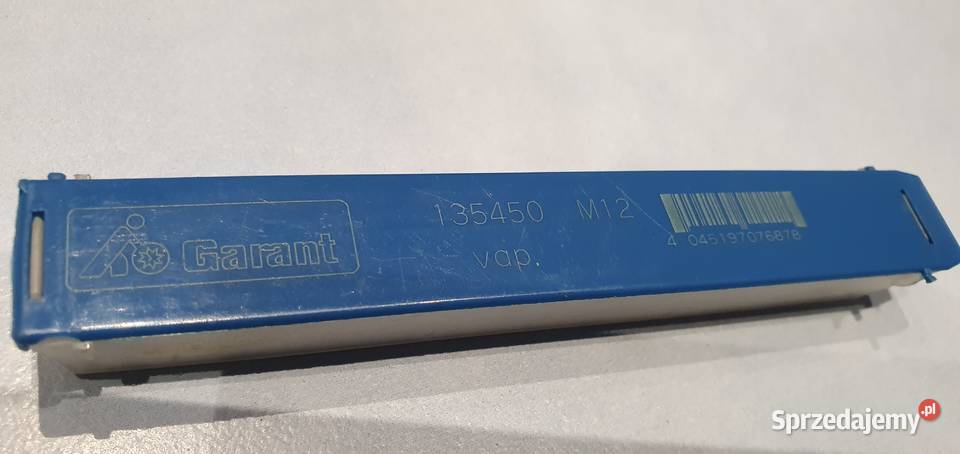 Garant
135450 M12
vap.
4 045197076878
Sprzedajemy.pl